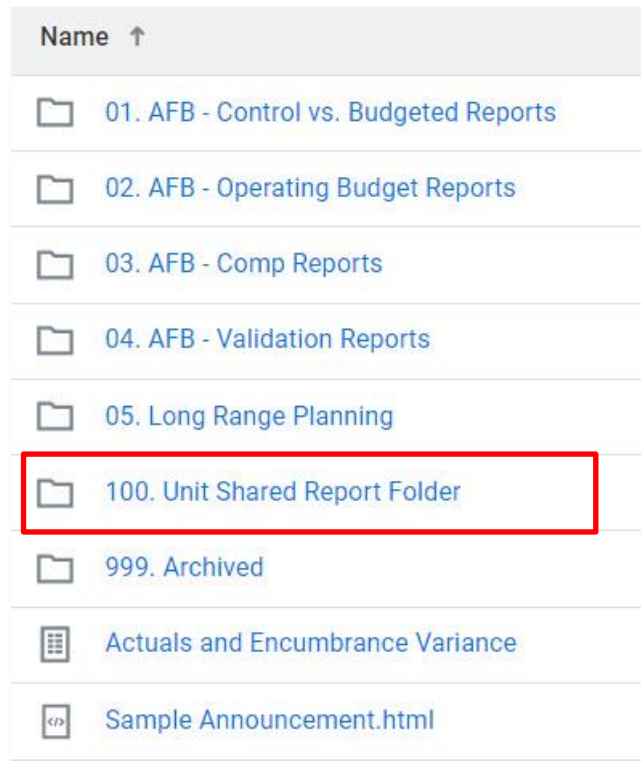 Name ↑
01. AFB - Control vs. Budgeted Reports
02. AFB - Operating Budget Reports
03. AFB - Comp Reports
04. AFB - Validation Reports
05. Long Range Planning
100. Unit Shared Report Folder
999. Archived
Actuals and Encumbrance Variance
Sample Announcement.html